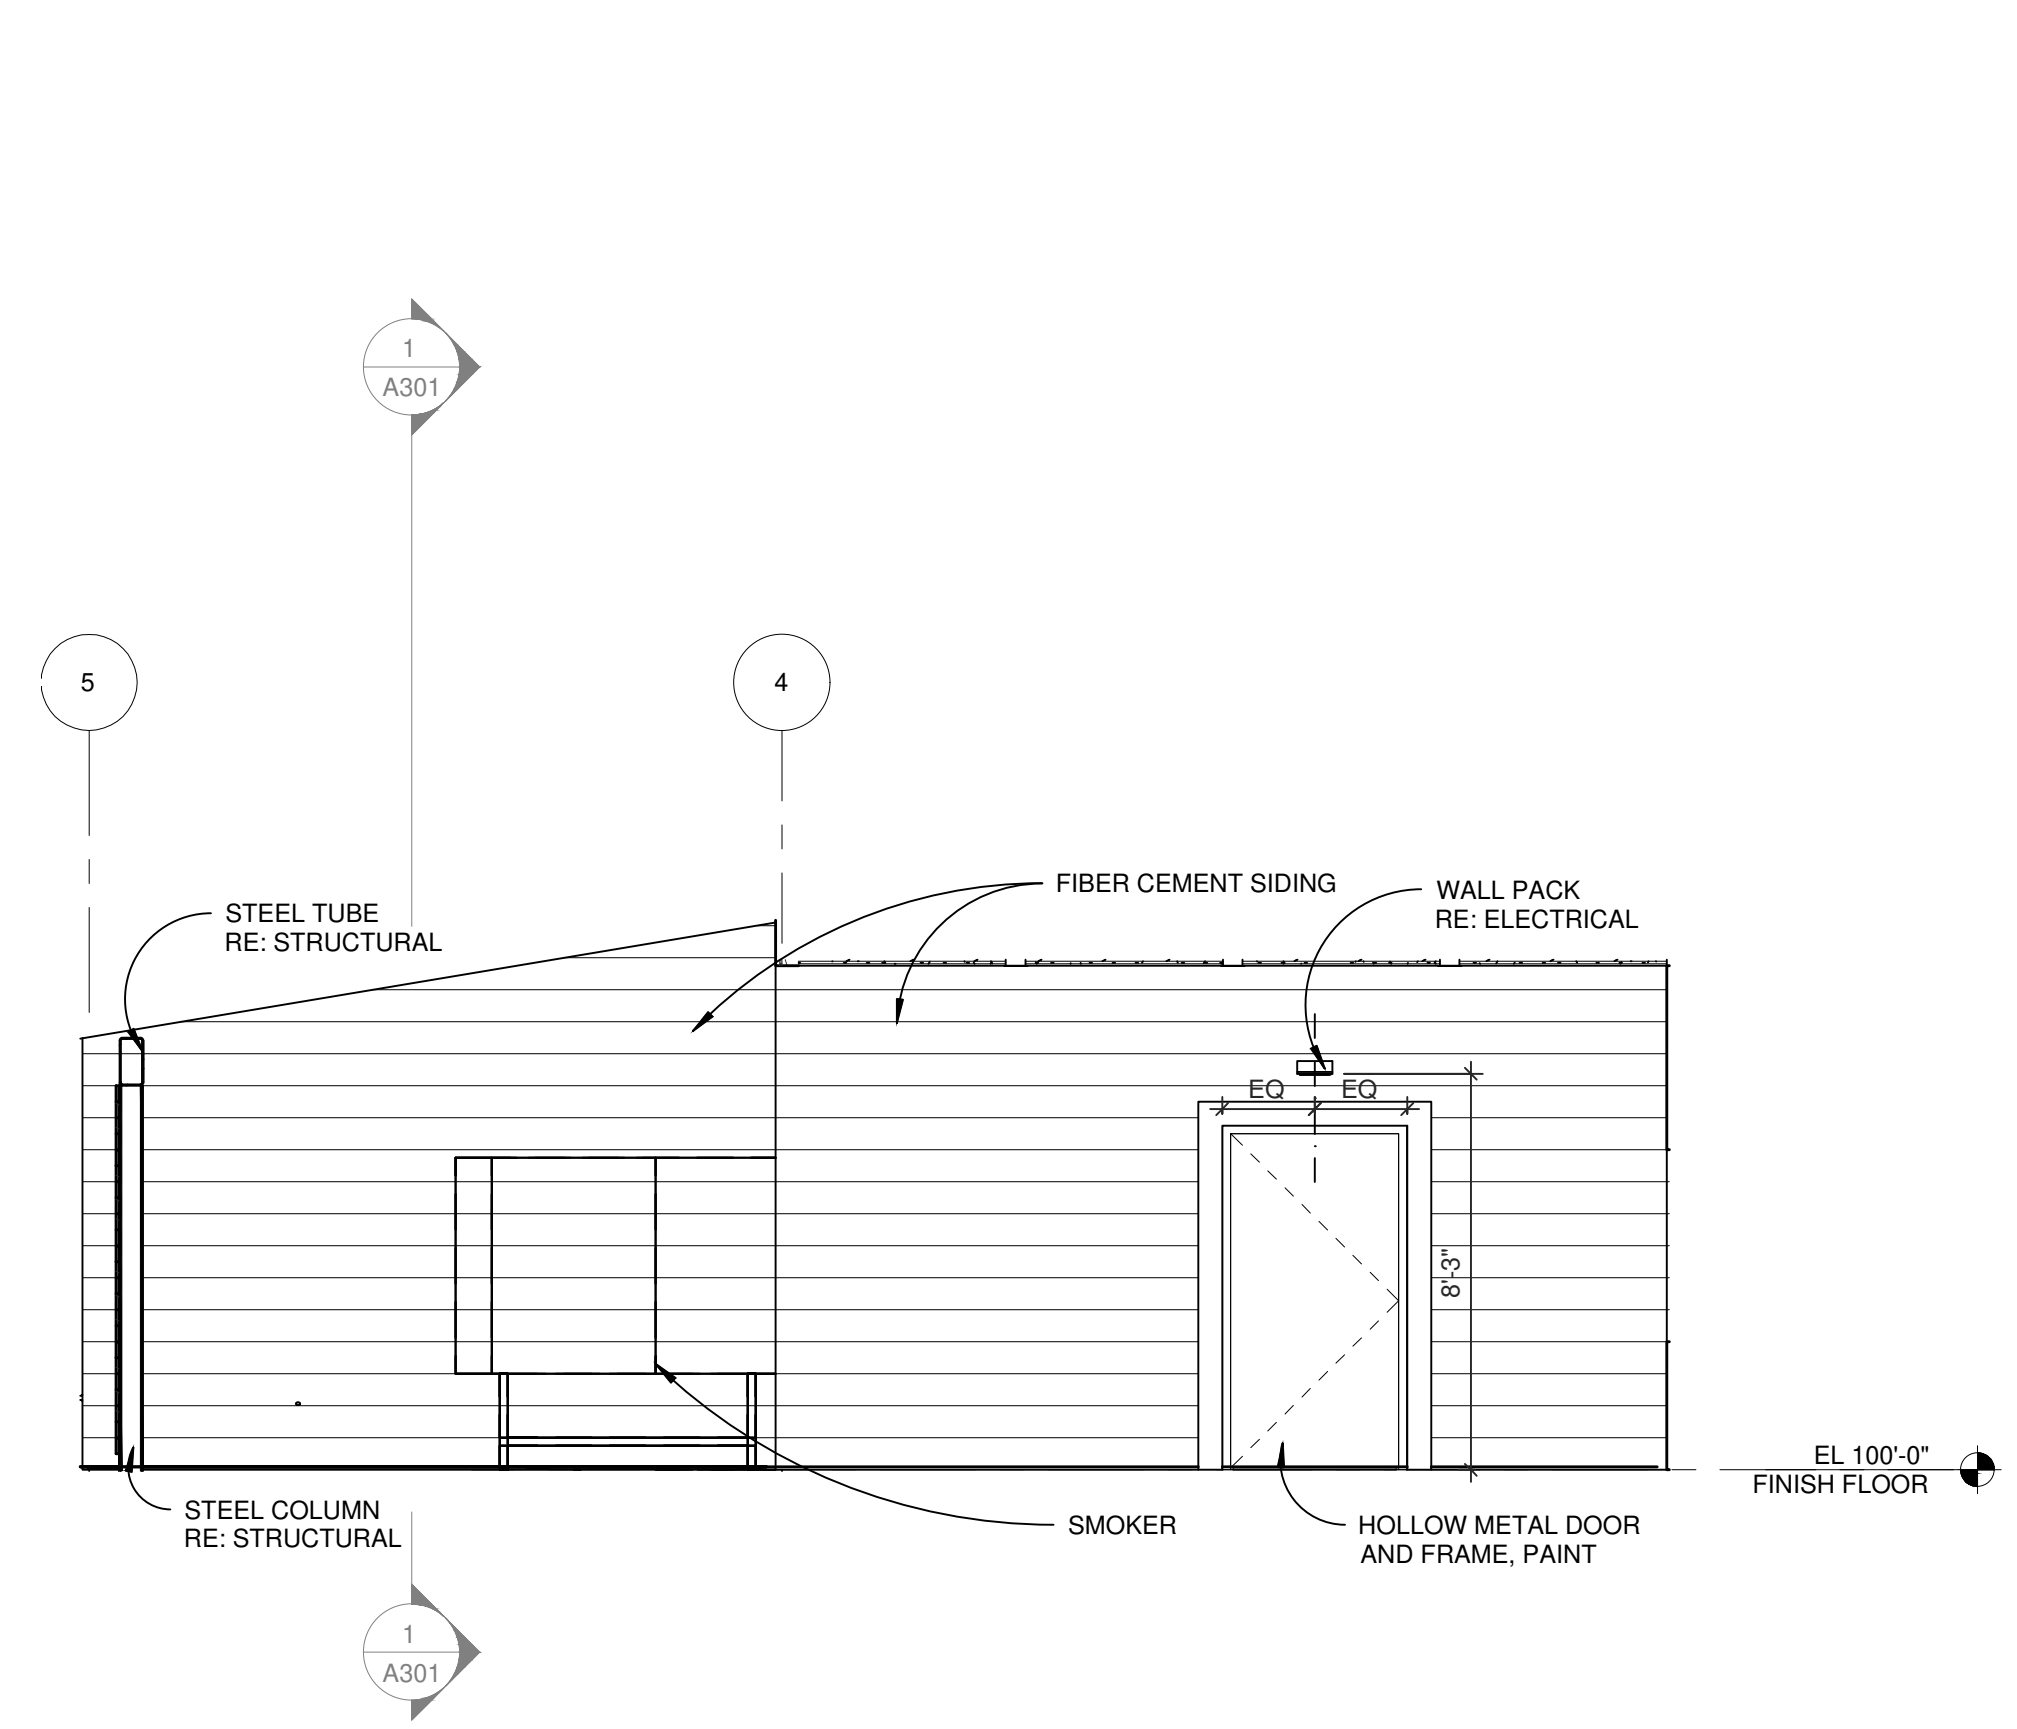 1
A301
5
4
FIBER CEMENT SIDING
WALL PACK
RE: ELECTRICAL
STEEL TUBE
RE: STRUCTURAL
EQ
EQ
8'-3"
EL 100'-0"
FINISH FLOOR
STEEL COLUMN
RE: STRUCTURAL
SMOKER
HOLLOW METAL DOOR
AND FRAME, PAINT
1
A301